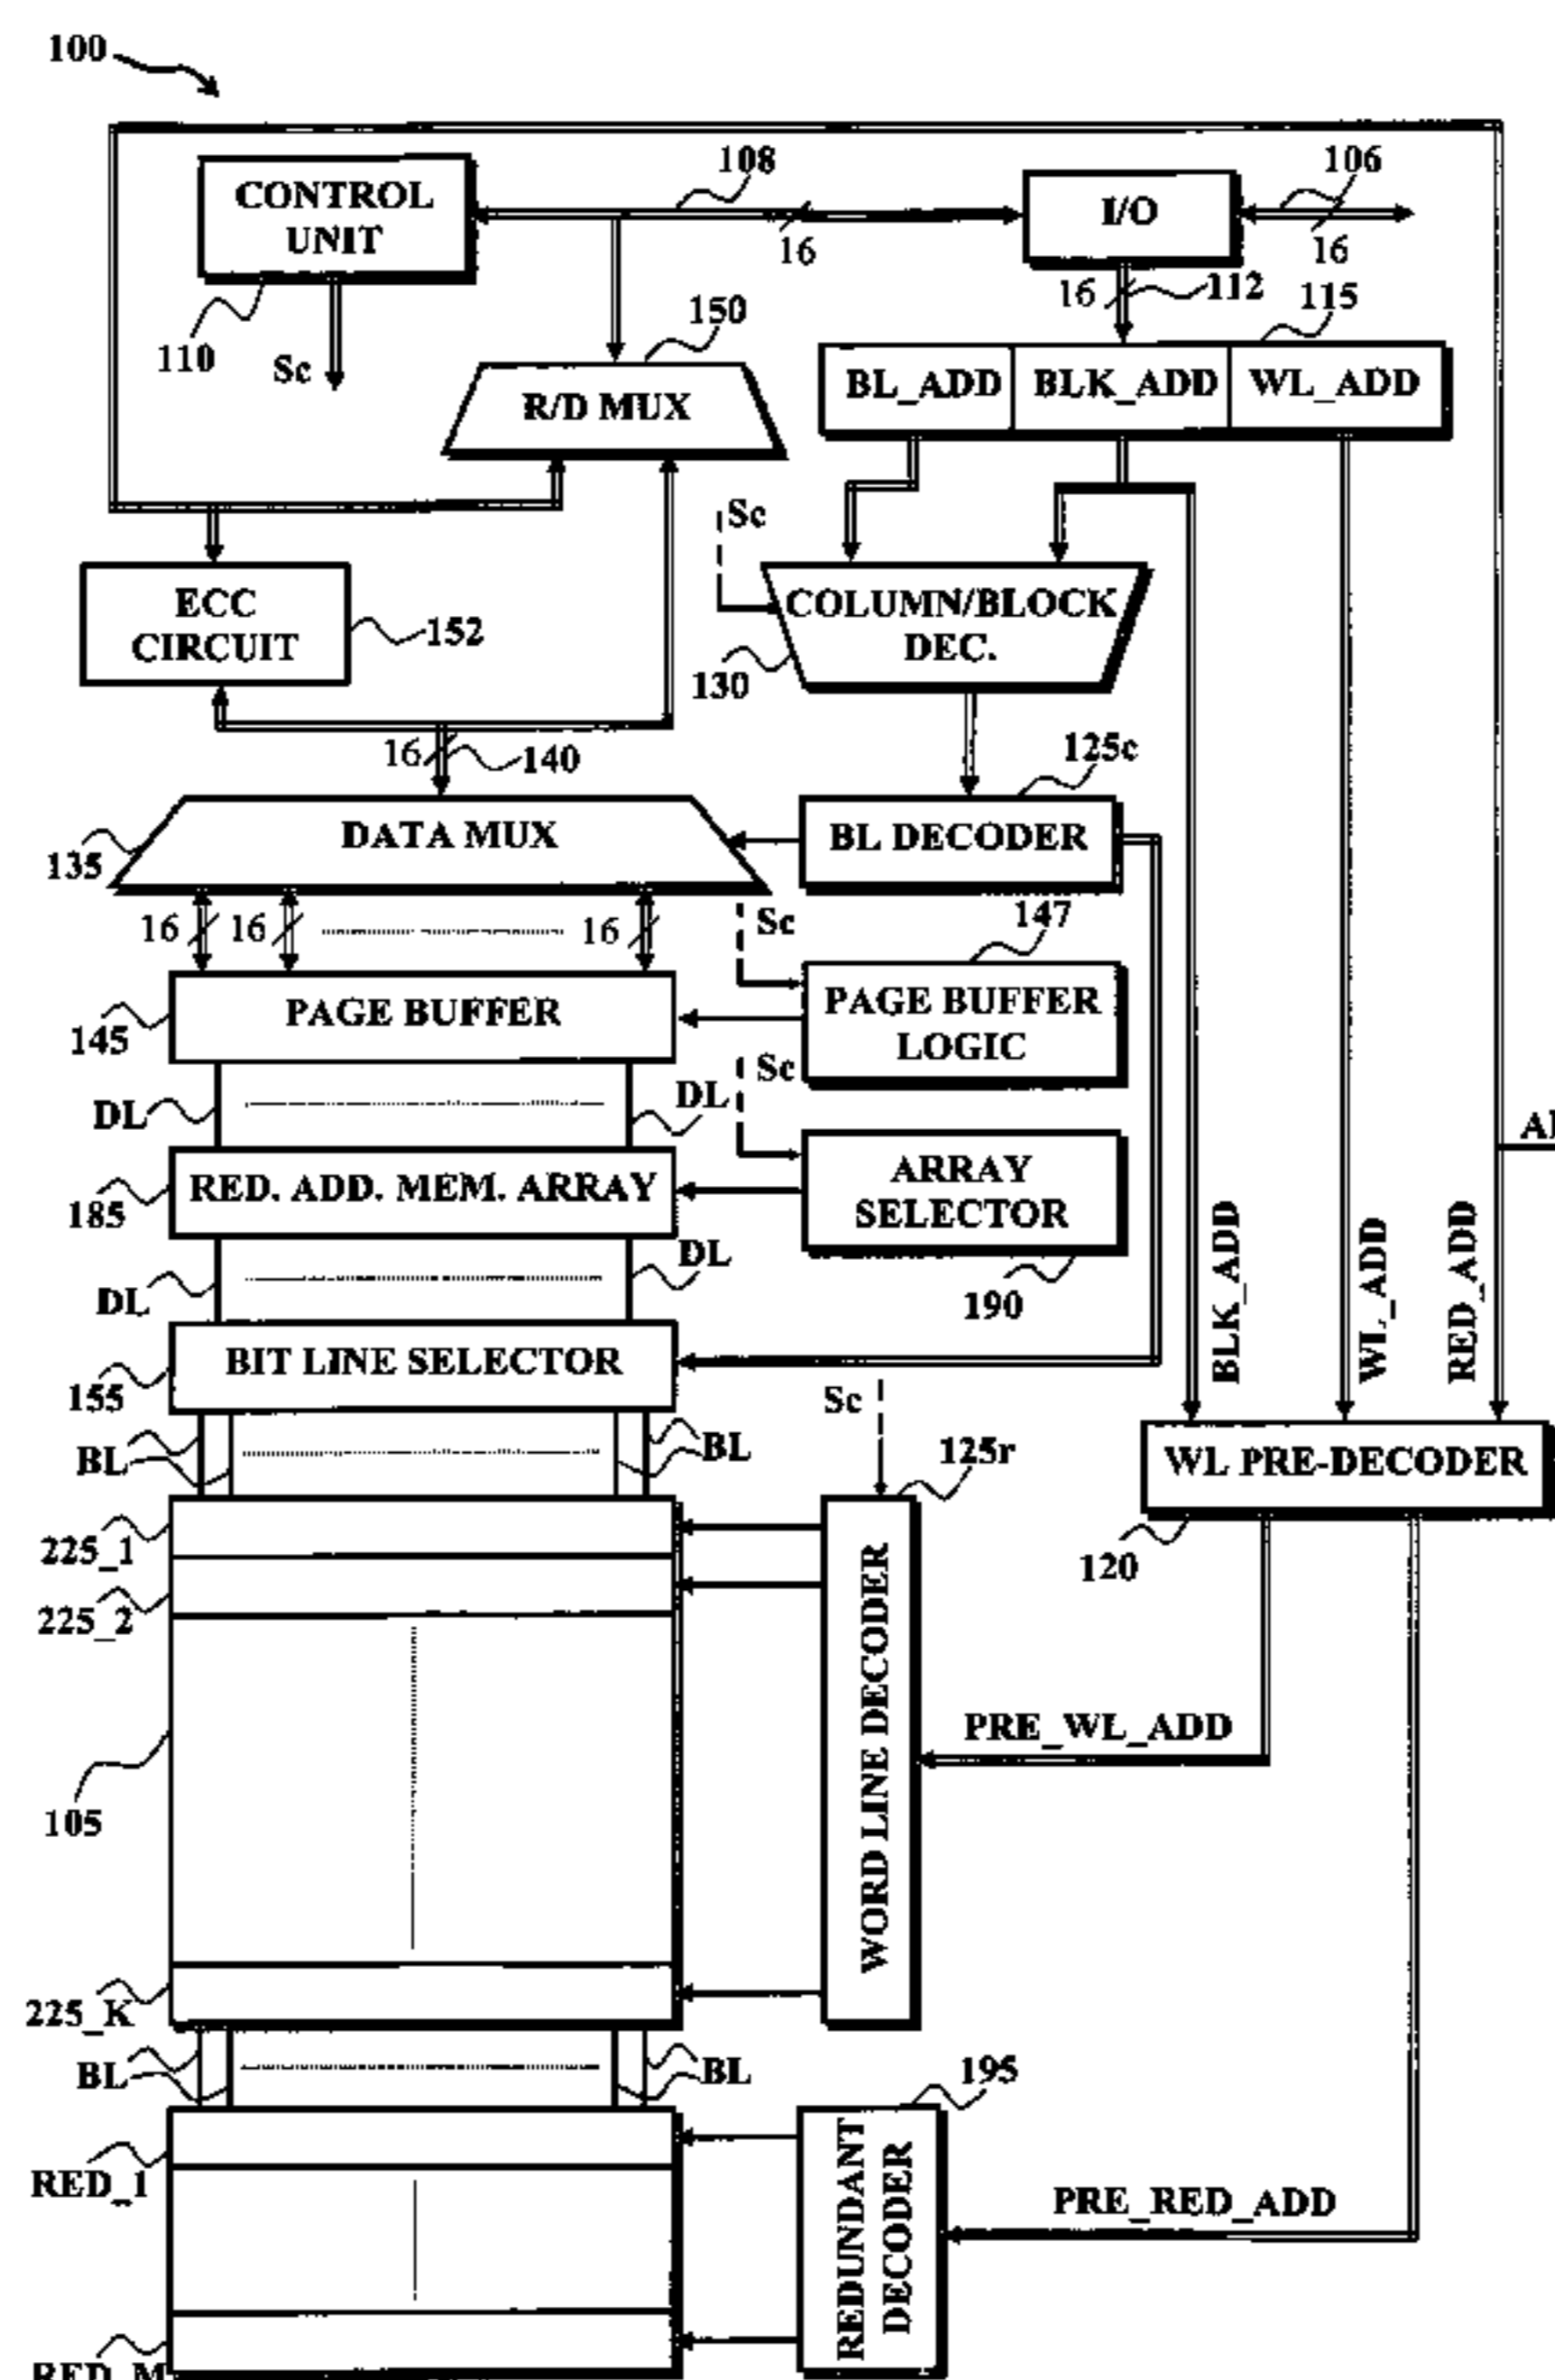 100
108
106
CONTROL
UNIT
I/O
16
16
16
112
115
110
Sc
150
R/D MUX
BL_ADD
BLK_ADD
WL_ADD
Sc
ECC
CIRCUIT
152
COLUMN/BLOCK
DEC.
130
16
140
125c
DATA MUX
135
BL DECODER
16
16
16
Sc
147
PAGE BUFFER
145
PAGE BUFFER
LOGIC
Sc
DL
DL
RED. ADD. MEM. ARRAY
185
ARRAY
SELECTOR
190
DL
DL
BLK_ADD
WL_ADD
RED_ADD
BIT LINE SELECTOR
155
Sc
BL
BL
125r
WL PRE-DECODER
120
225_1
225_2
WORD LINE DECODER
PRE_WL_ADD
105
225_K
BL
BL
195
RED_1
REDUNDANT
DECODER
PRE_RED_ADD
RED_M